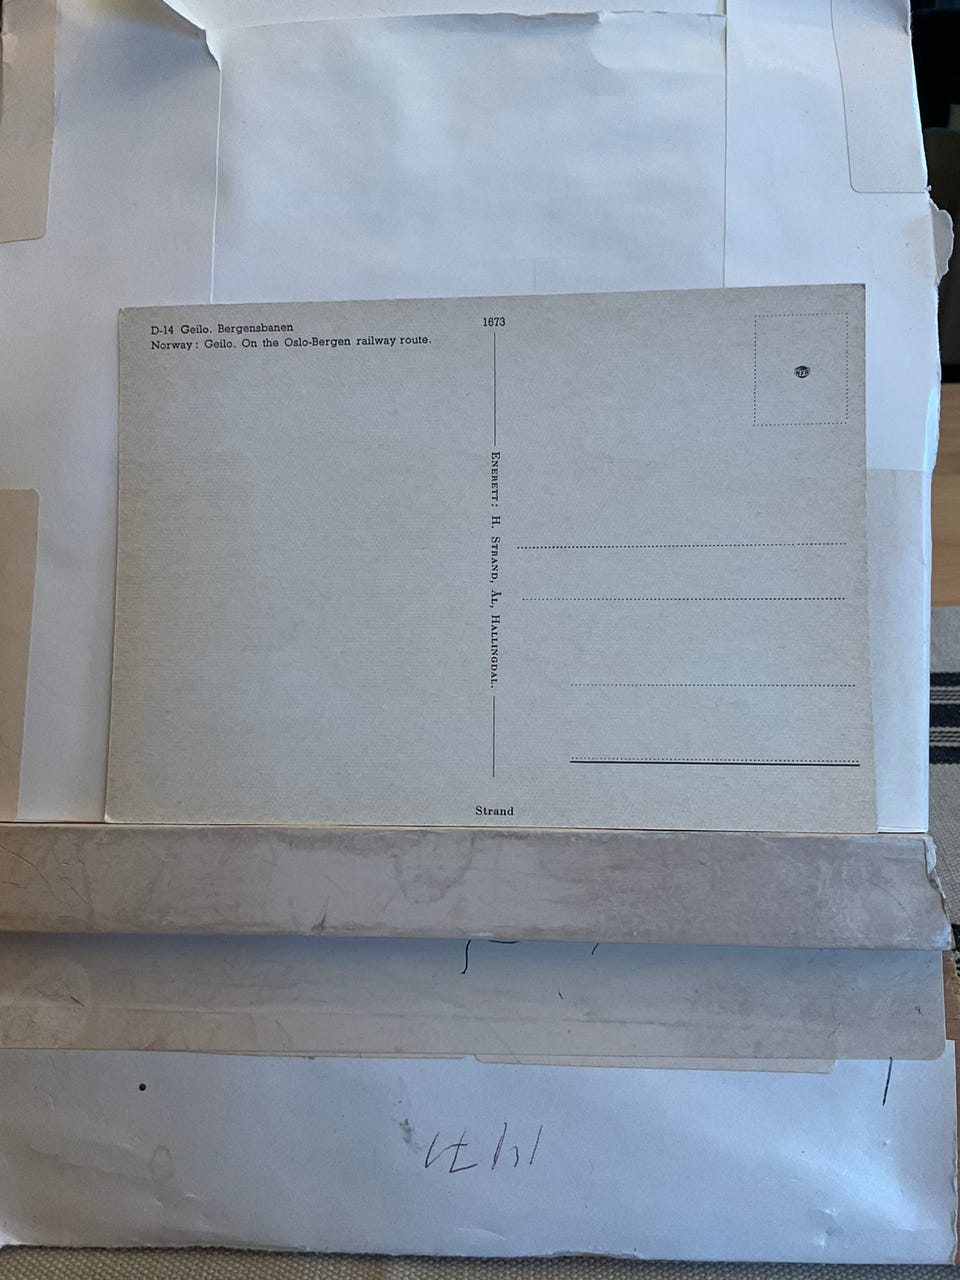 D-14 Geilo. Bergensbanen
Norway : Geilo. On the Oslo-Bergen railway route.
1673
ENERETT: H. STRAND, ÅL, HALLINGDAL.
Strand